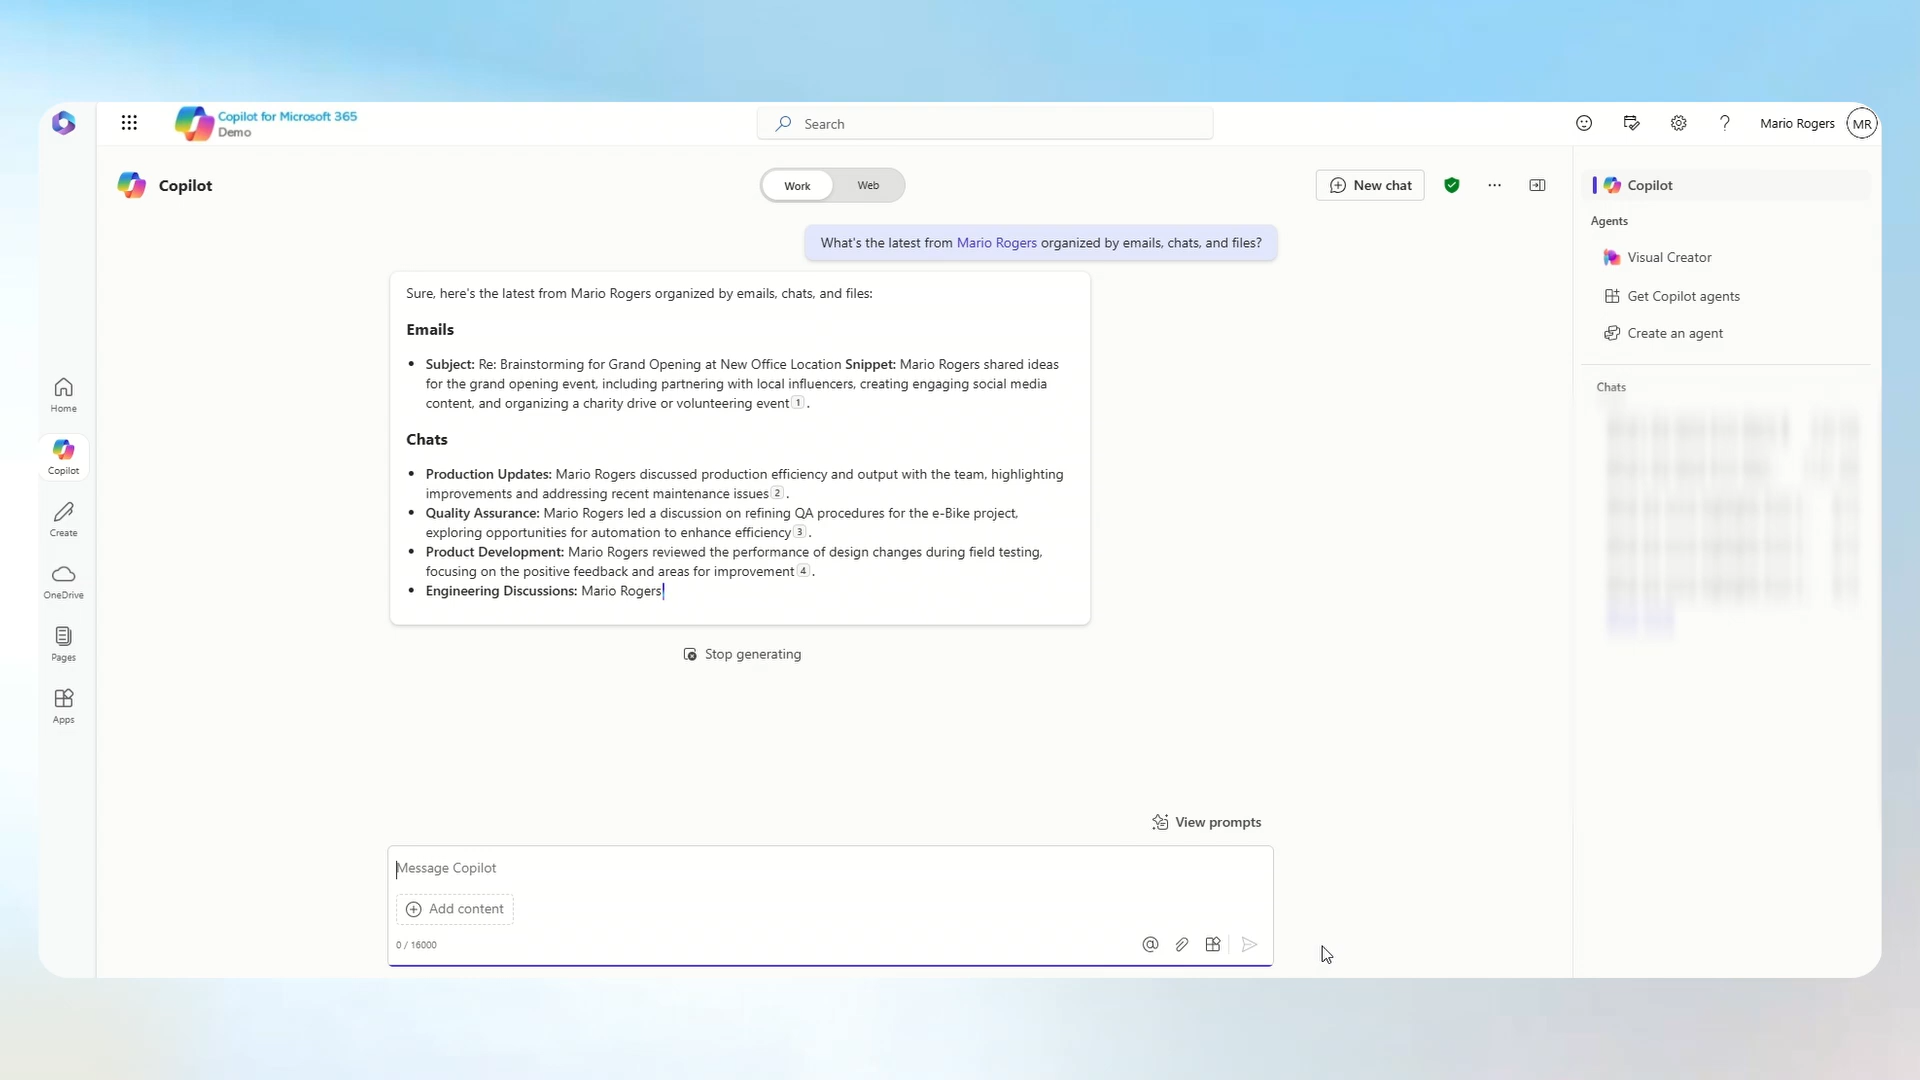 Copilot for Microsoft 365
Demo
Search
Mario Rogers
MR
Copilot
Work
Web
New chat
What's the latest from Mario Rogers organized by emails, chats, and files?
Sure, here's the latest from Mario Rogers organized by emails, chats, and files:
Emails
• Subject: Re: Brainstorming for Grand Opening at New Office Location Snippet: Mario Rogers shared ideas
for the grand opening event, including partnering with local influencers, creating engaging social media
content, and organizing a charity drive or volunteering event 1 .
Chats
• Production Updates: Mario Rogers discussed production efficiency and output with the team, highlighting
improvements and addressing recent maintenance issues 2 .
• Quality Assurance: Mario Rogers led a discussion on refining QA procedures for the e-Bike project,
exploring opportunities for automation to enhance efficiency 3 .
• Product Development: Mario Rogers reviewed the performance of design changes during field testing,
focusing on the positive feedback and areas for improvement 4 .
• Engineering Discussions: Mario Rogers
Stop generating
View prompts
Message Copilot
Add content
0 / 16000
Home
Copilot
Create
OneDrive
Pages
Apps
Copilot
Agents
Visual Creator
Get Copilot agents
Create an agent
Chats